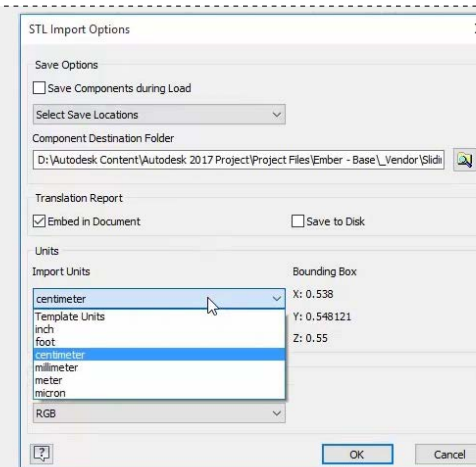 STL Import Options
Save Options
Save Components during Load
Select Save Locations
Component Destination Folder
D:\Autodesk Content\Autodesk 2017 Project\Project Files\Ember - Base\_Vendor\Slidi
Translation Report
Embed in Document Save to Disk
Units
Import Units Bounding Box
centimeter X: 0.538
Template Units Y: 0.548121
inch
foot Z: 0.55
centimeter
millimeter
meter
micron
RGB
? OK Cancel